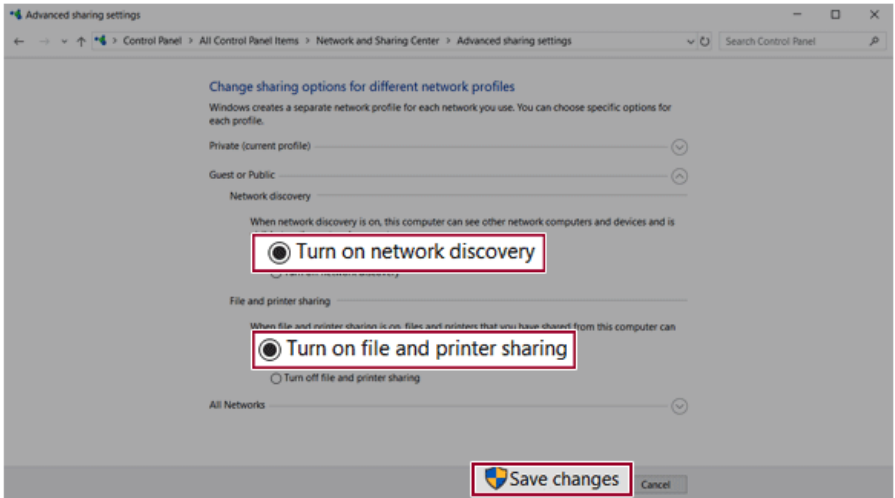 Advanced sharing settings
Control Panel > All Control Panel Items > Network and Sharing Center > Advanced sharing settings
Search Control Panel
Change sharing options for different network profiles
Windows creates a separate network profile for each network you use. You can choose specific options for
each profile.
Private (current profile)
Guest or Public
Network discovery
When network discovery is on, this computer can see other network computers and devices and is
Turn on network discovery
File and printer sharing
When file and printer sharing is on, files and printers that you have shared from this computer can
Turn on file and printer sharing
Turn off file and printer sharing
All Networks
Save changes
Cancel